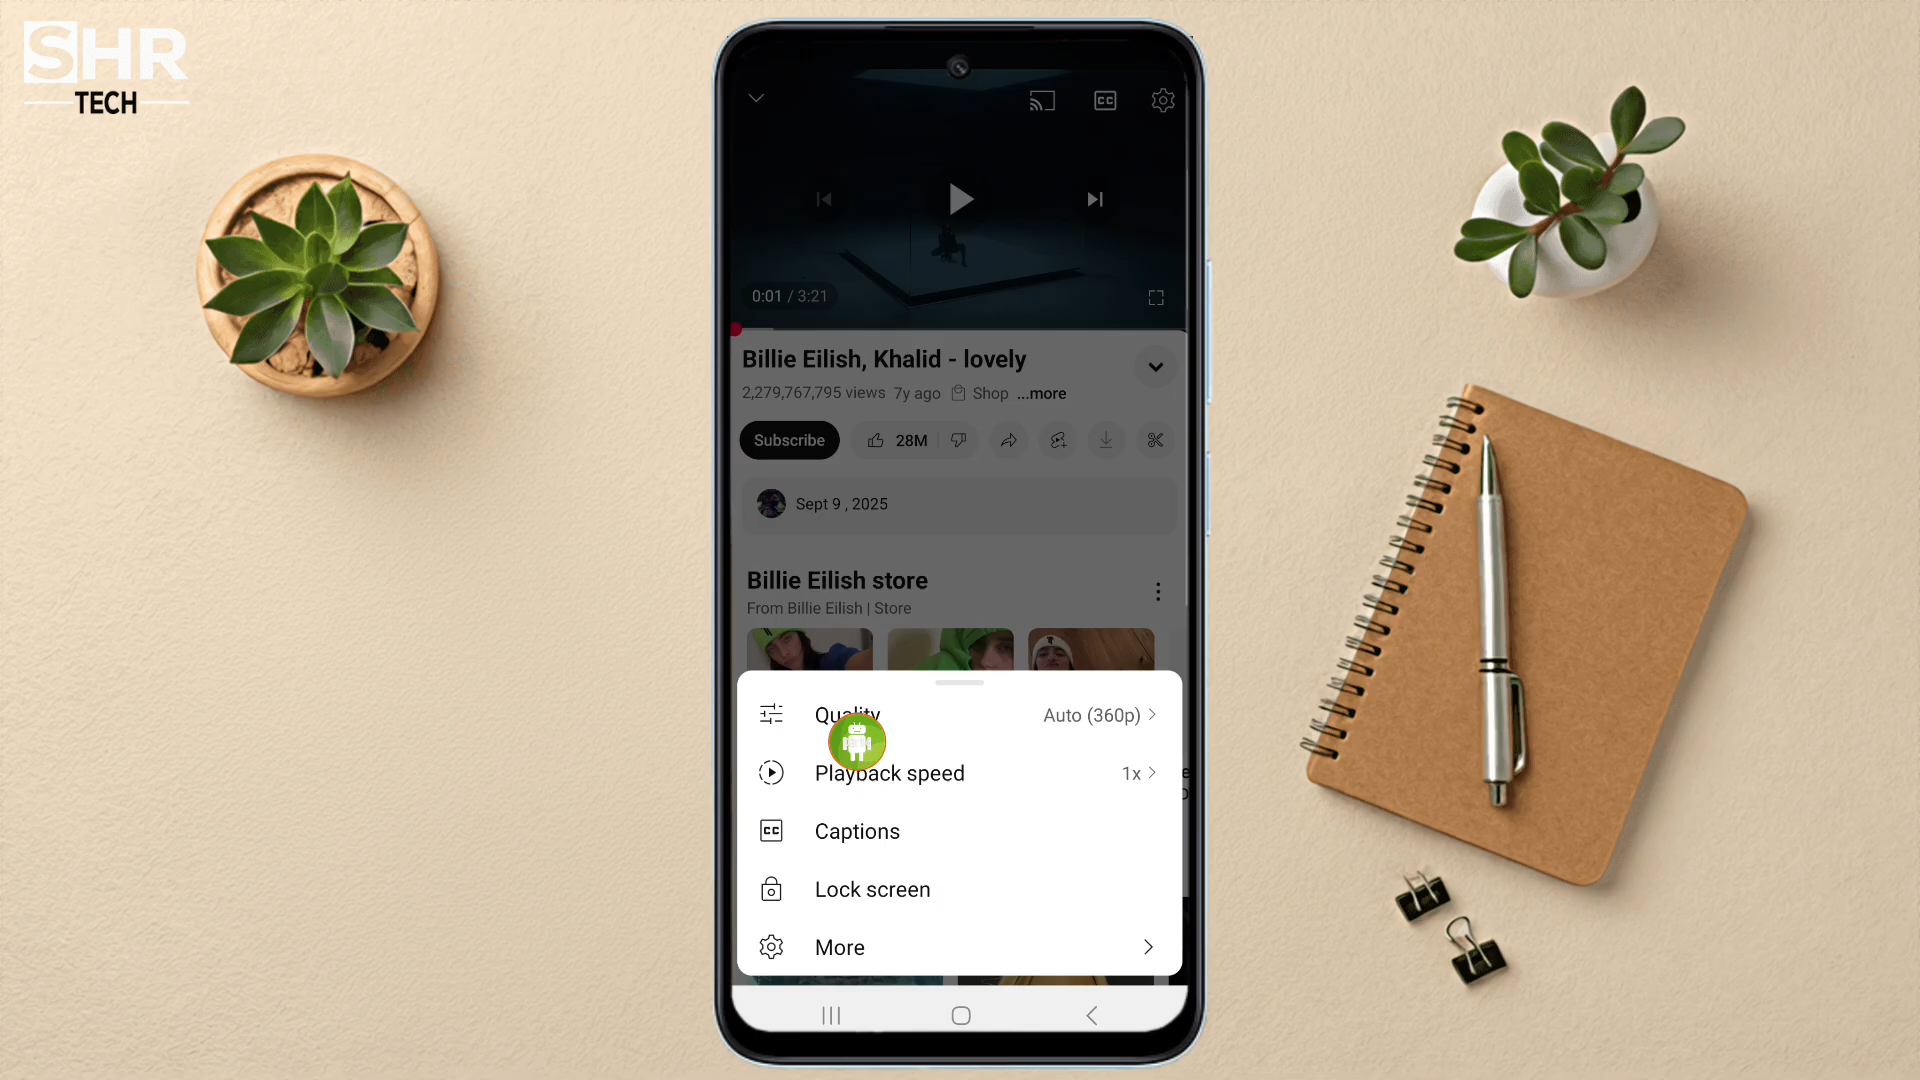 SHR
TECH
CC
0:01 / 3:21
Billie Eilish, Khalid - lovely
2,279,767,795 views 7y ago Shop ...more
Subscribe 28M
Sept 9 , 2025
Billie Eilish store
From Billie Eilish | Store
Quality Auto (360p)
Playback speed 1x
CC Captions
Lock screen
More